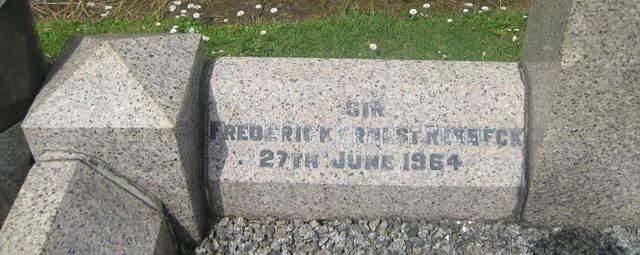 SIR
FREDERICK ERNEST REBBECK
27TH JUNE 1964